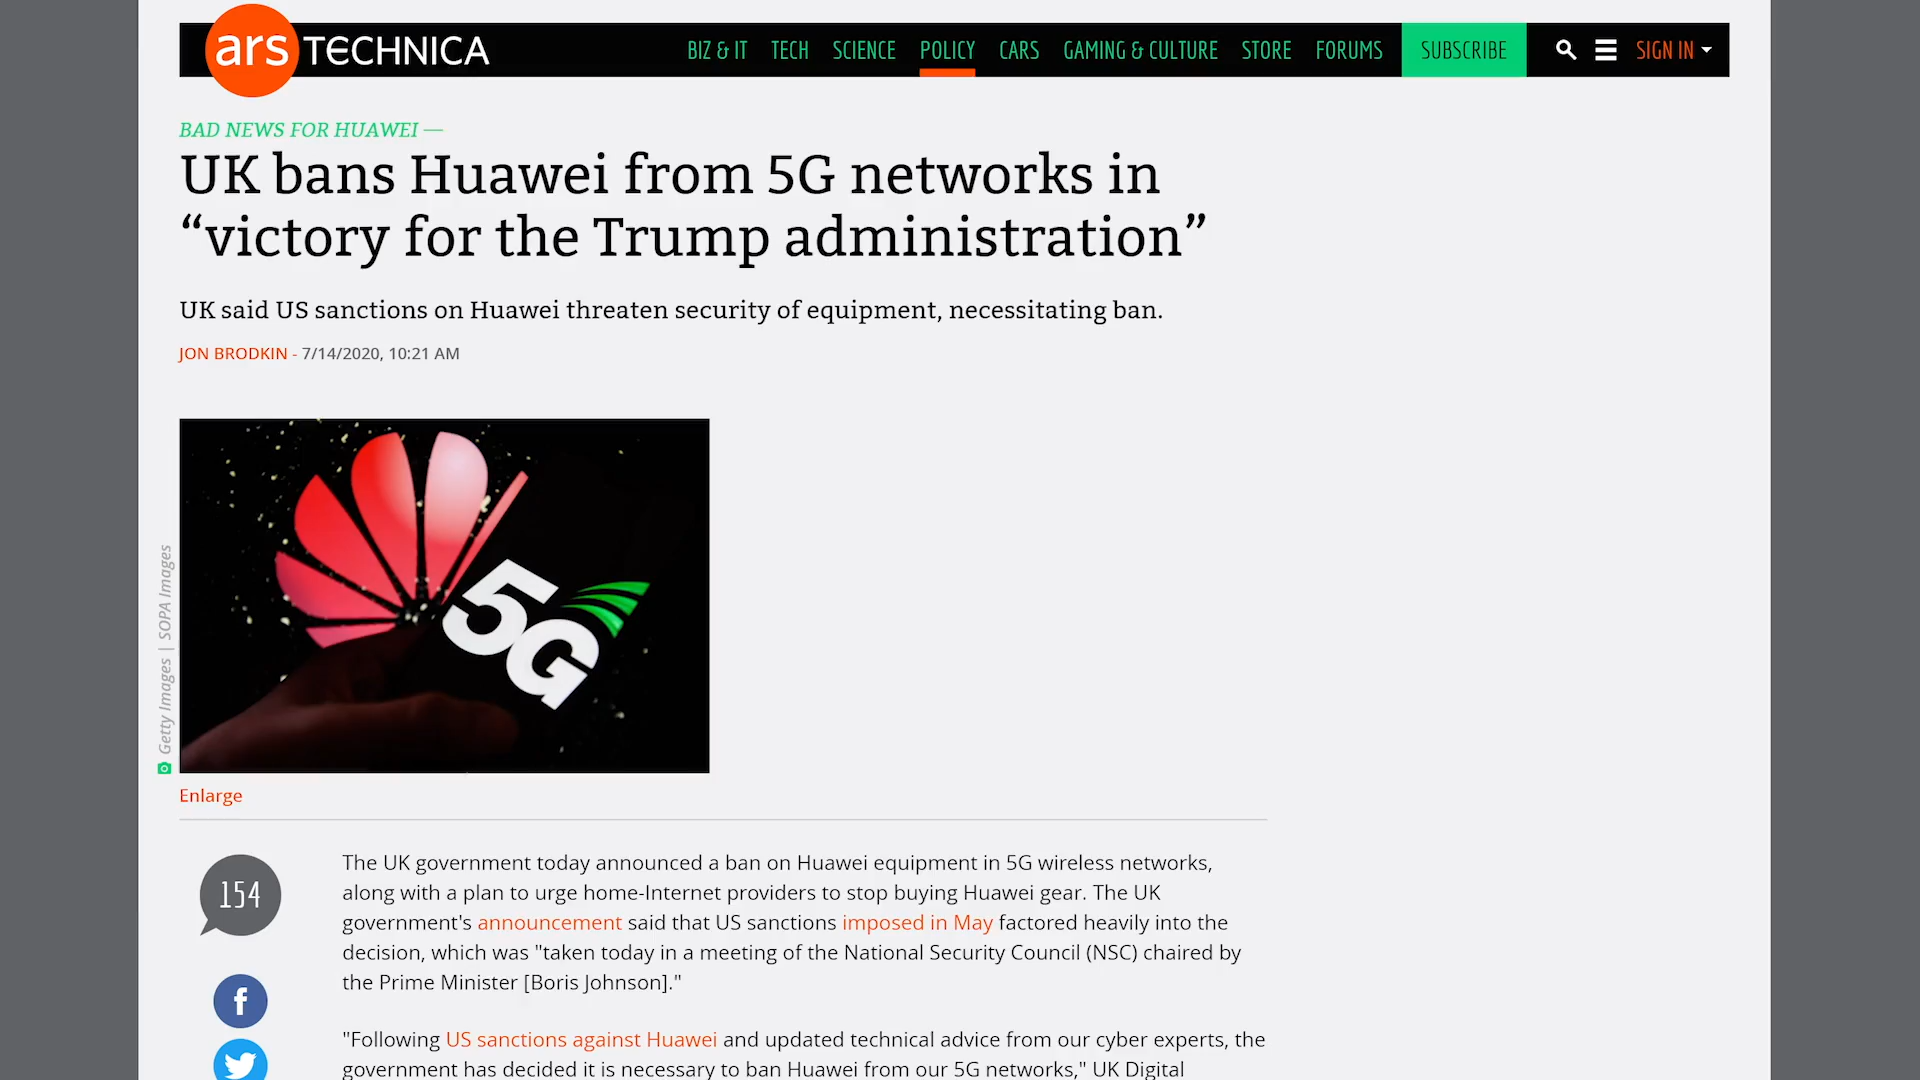 ars TECHNICA
BIZ & IT TECH SCIENCE POLICY CARS GAMING & CULTURE STORE FORUMS SUBSCRIBE SIGN IN
BAD NEWS FOR HUAWEI —
UK bans Huawei from 5G networks in
“victory for the Trump administration”
UK said US sanctions on Huawei threaten security of equipment, necessitating ban.
JON BRODKIN - 7/14/2020, 10:21 AM
5G
Getty Images | SOPA Images
Enlarge
154
The UK government today announced a ban on Huawei equipment in 5G wireless networks,
along with a plan to urge home-Internet providers to stop buying Huawei gear. The UK
government's announcement said that US sanctions imposed in May factored heavily into the
decision, which was "taken today in a meeting of the National Security Council (NSC) chaired by
the Prime Minister [Boris Johnson]."
"Following US sanctions against Huawei and updated technical advice from our cyber experts, the
government has decided it is necessary to ban Huawei from our 5G networks," UK Digital